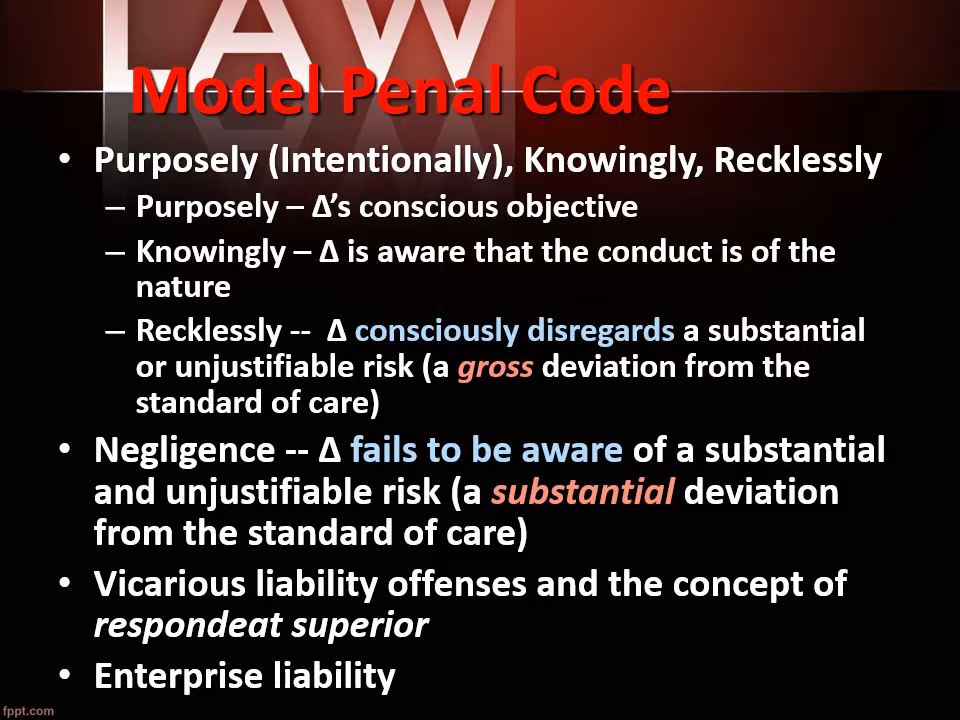 LAW
Model Penal Code
• Purposely (Intentionally), Knowingly, Recklessly
– Purposely – Δ’s conscious objective
– Knowingly – Δ is aware that the conduct is of the
nature
– Recklessly -- Δ consciously disregards a substantial
or unjustifiable risk (a gross deviation from the
standard of care)
• Negligence -- Δ fails to be aware of a substantial
and unjustifiable risk (a substantial deviation
from the standard of care)
• Vicarious liability offenses and the concept of
respondeat superior
• Enterprise liability
fppt.com